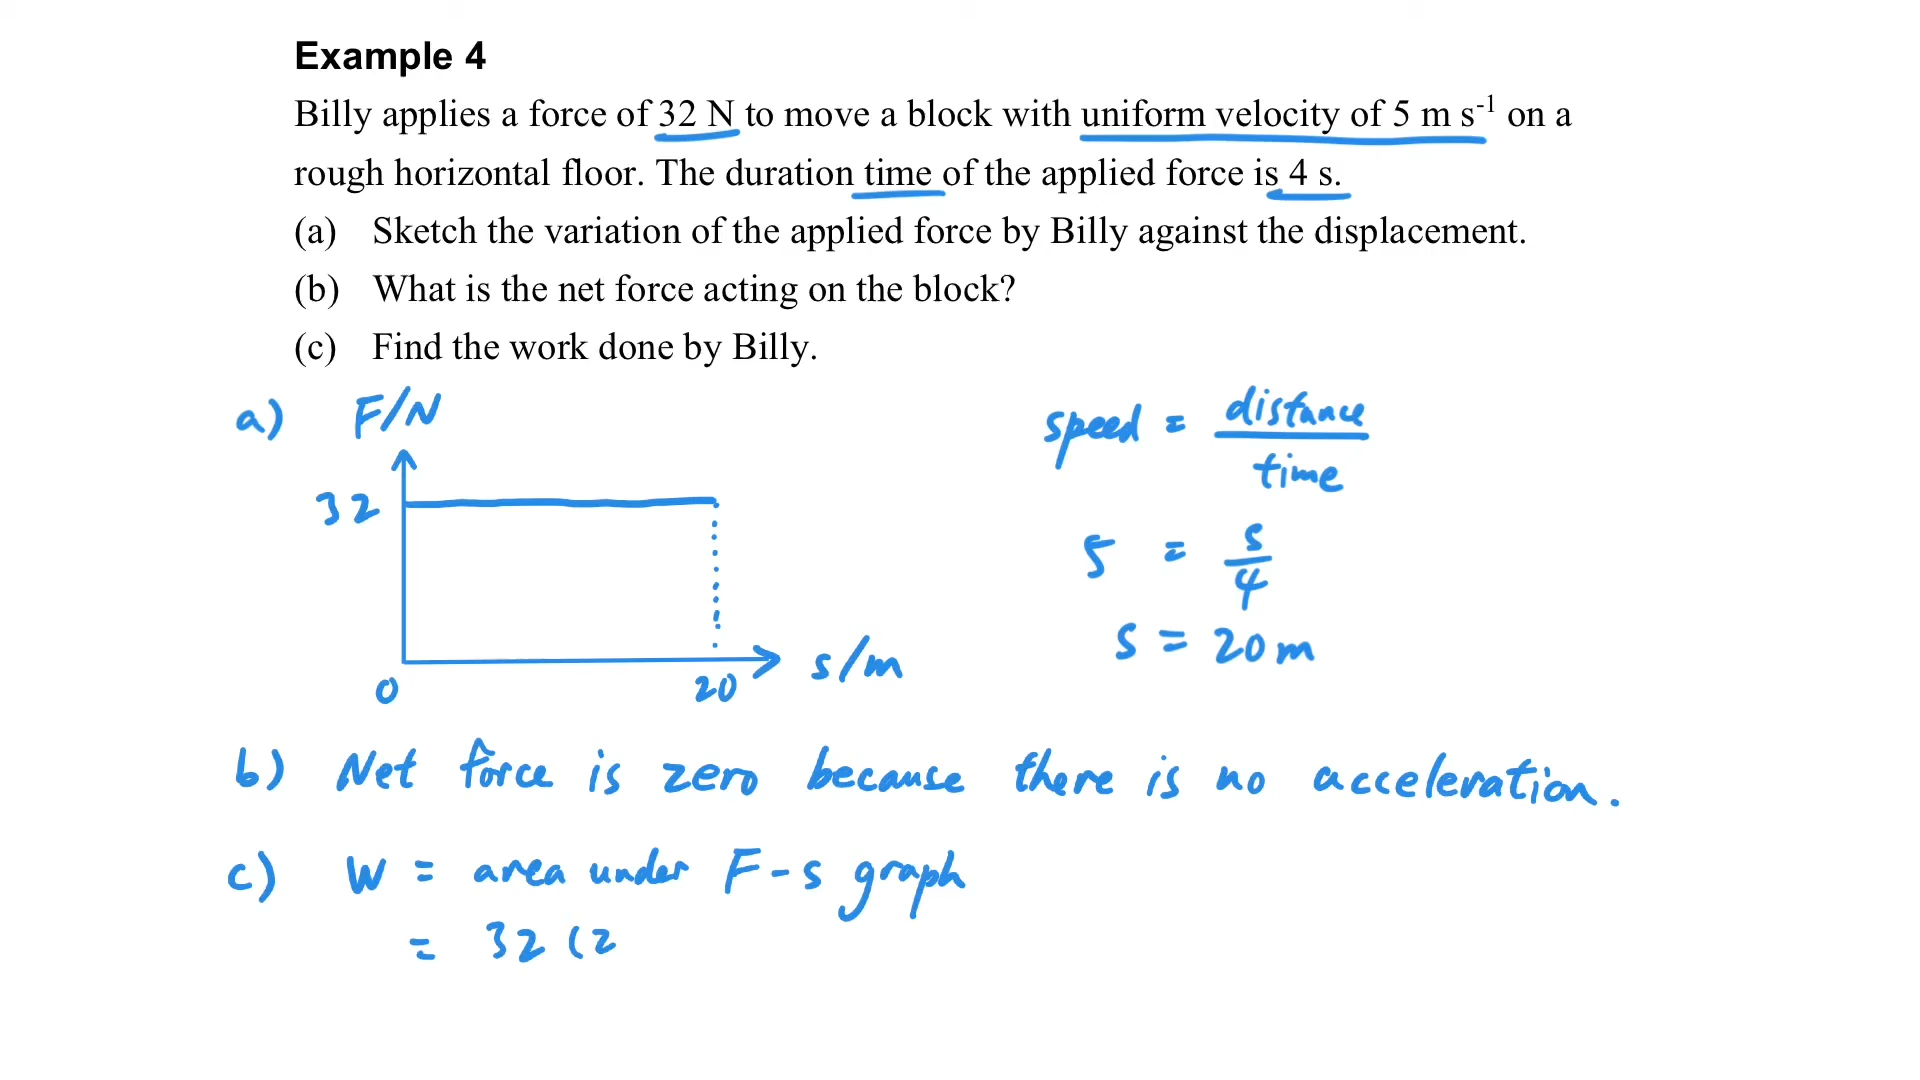 Example 4
Billy applies a force of 32 N to move a block with uniform velocity of 5 m s⁻¹ on a
rough horizontal floor. The duration time of the applied force is 4 s.
(a) Sketch the variation of the applied force by Billy against the displacement.
(b) What is the net force acting on the block?
(c) Find the work done by Billy.
a) F/N
32
0 20 s/m
speed = distance / time
5 = s/4
s = 20 m
b) Net force is zero because there is no acceleration.
c) W = area under F-s graph
= 32 (2